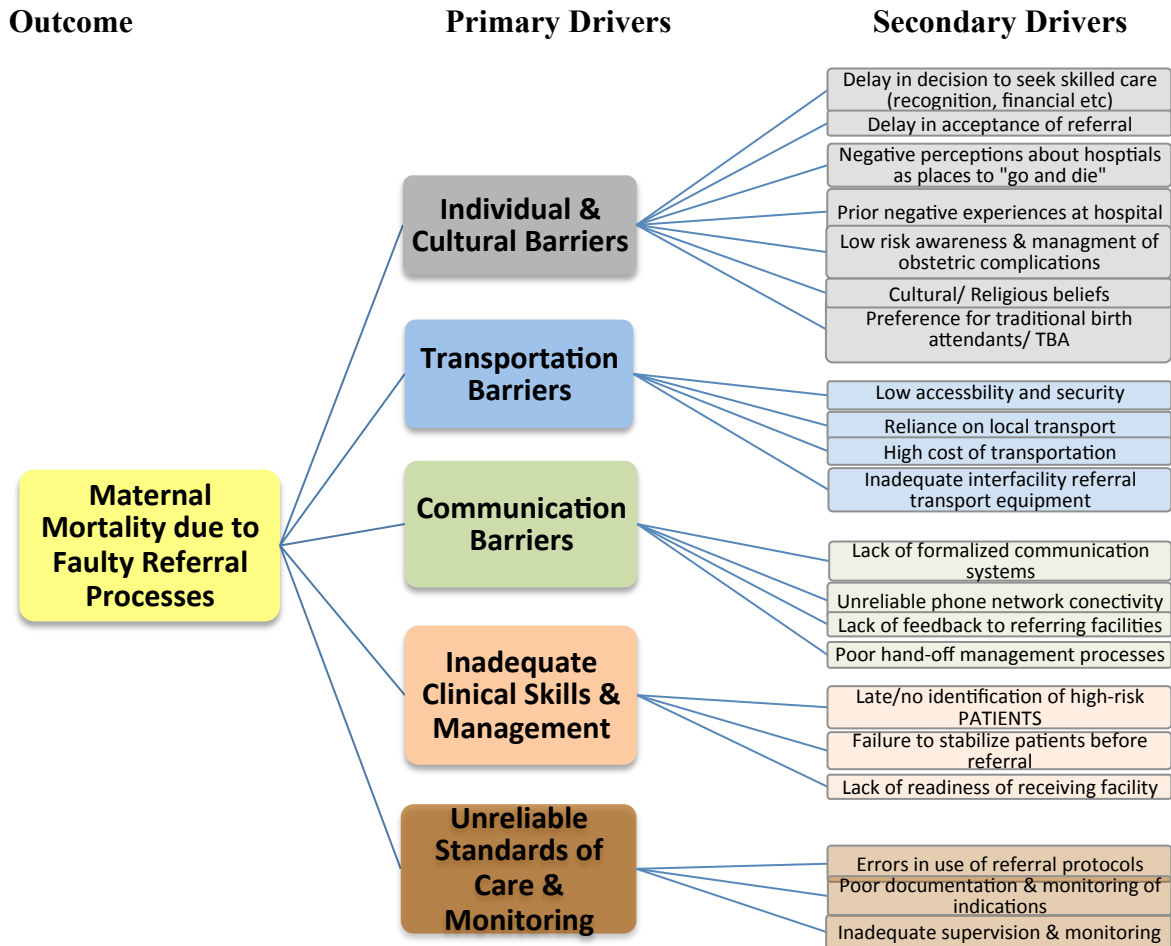 Outcome
Primary Drivers
Secondary Drivers
Maternal
Mortality due to
Faulty Referral
Processes
Individual &
Cultural Barriers
Delay in decision to seek skilled care
(recognition, financial etc)
Delay in acceptance of referral
Negative perceptions about hosptials
as places to "go and die"
Prior negative experiences at hospital
Low risk awareness & managment of
obstetric complications
Cultural/ Religious beliefs
Preference for traditional birth
attendants/ TBA
Transportation
Barriers
Low accessbility and security
Reliance on local transport
High cost of transportation
Inadequate interfacility referral
transport equipment
Communication
Barriers
Lack of formalized communication
systems
Unreliable phone network conectivity
Lack of feedback to referring facilities
Poor hand-off management processes
Inadequate
Clinical Skills &
Management
Late/no identification of high-risk
PATIENTS
Failure to stabilize patients before
referral
Lack of readiness of receiving facility
Unreliable
Standards of
Care &
Monitoring
Errors in use of referral protocols
Poor documentation & monitoring of
indications
Inadequate supervision & monitoring